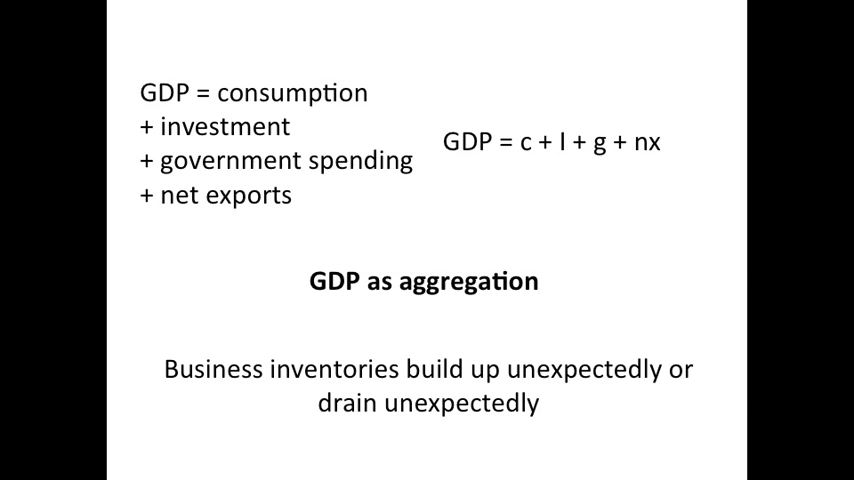 GDP = consumption
+ investment
+ government spending
+ net exports
GDP = c + I + g + nx
GDP as aggregation
Business inventories build up unexpectedly or
drain unexpectedly